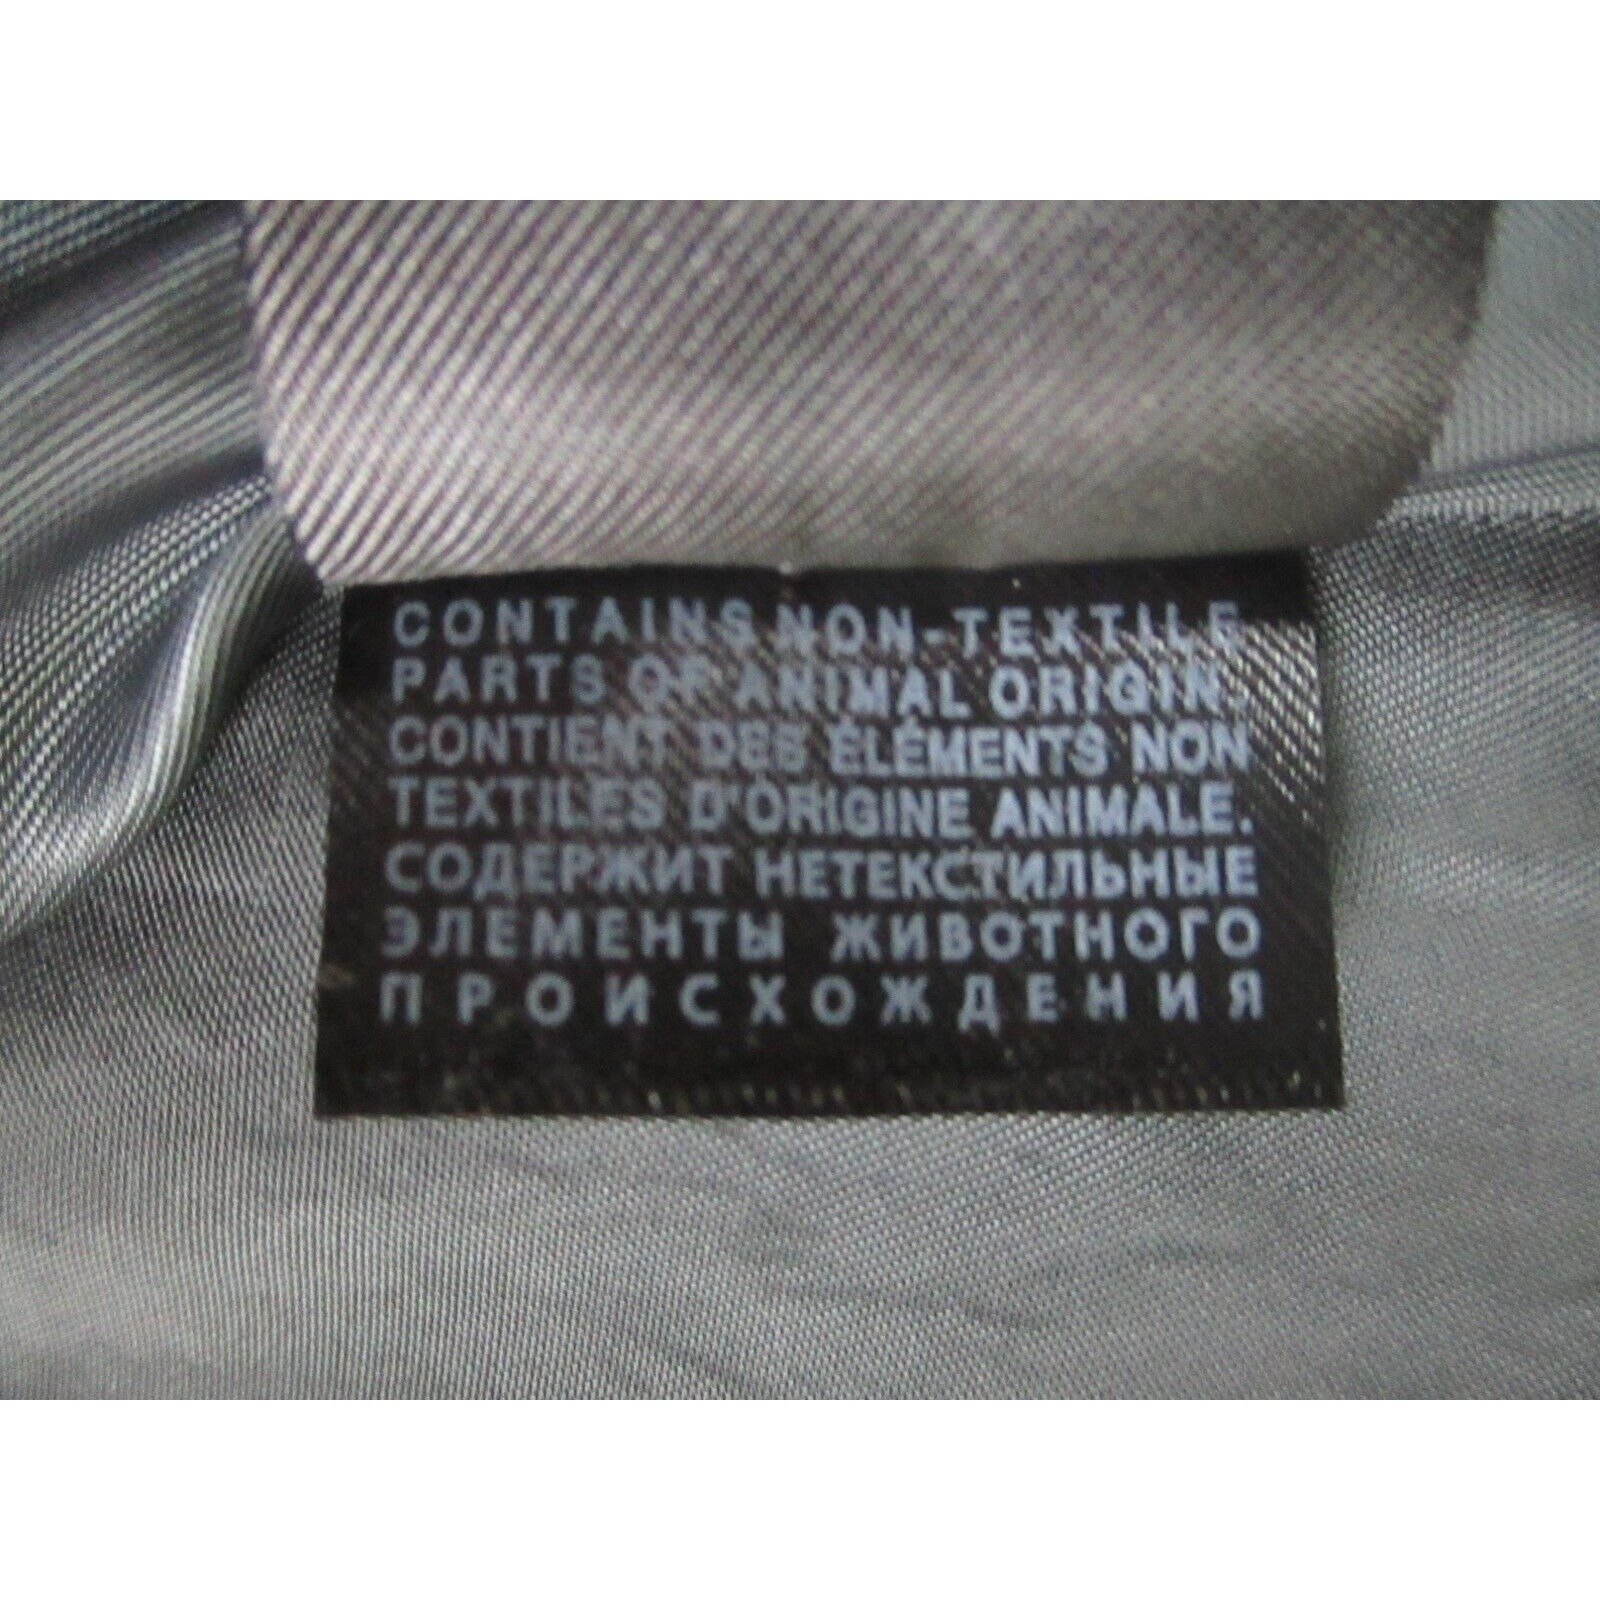 CONTAINS NON-TEXTILE
PARTS OF ANIMAL ORIGIN.
CONTIENT DES ÉLÉMENTS NON
TEXTILES D'ORIGINE ANIMALE.
СОДЕРЖИТ НЕТЕКСТИЛЬНЫЕ
ЭЛЕМЕНТЫ ЖИВОТНОГО
ПРОИСХОЖДЕНИЯ